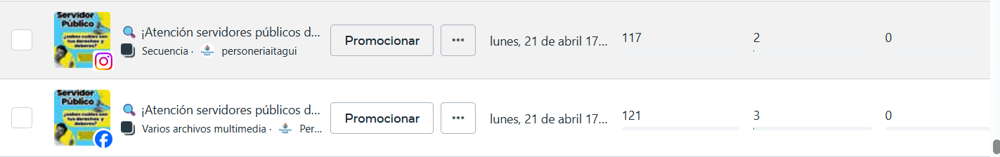 Servidor
Público
¿sabes cuáles son
tus derechos y
deberes?
🔍 ¡Atención servidores públicos d...
Secuencia · personeriaitagui
Promocionar
...
lunes, 21 de abril 17...
117
2
0
Servidor
Público
¿sabes cuáles son
tus derechos y
deberes?
🔍 ¡Atención servidores públicos d...
Varios archivos multimedia · Per...
Promocionar
...
lunes, 21 de abril 17...
121
3
0